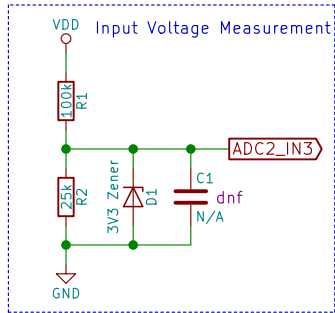 VDD
Input Voltage Measurement
100k
R1
ADC2_IN3
25k
R2
3V3 Zener
D1
C1
dnf
N/A
GND